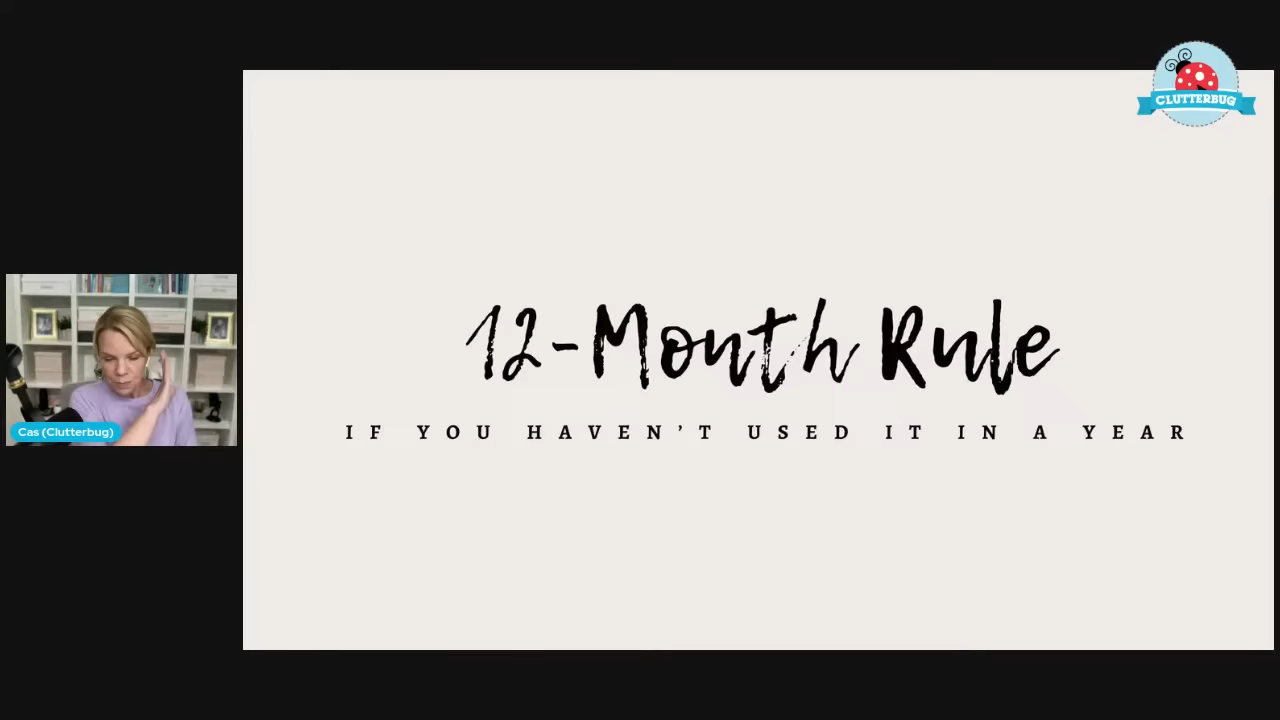 CLUTTERBUG
12-Month Rule
IF YOU HAVEN'T USED IT IN A YEAR
Cas (Clutterbug)